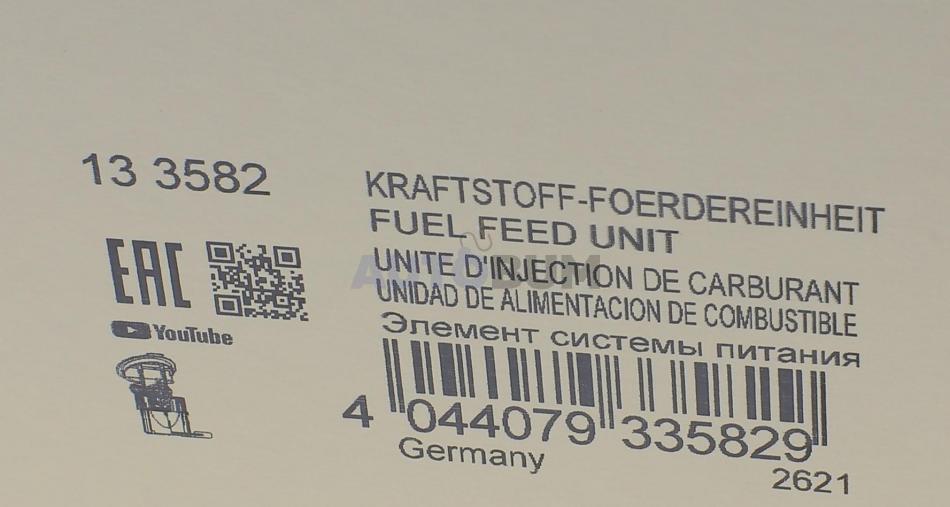 13 3582
KRAFTSTOFF-FOERDEREINHEIT
FUEL FEED UNIT
UNITE D'INJECTION DE CARBURANT
UNIDAD DE ALIMENTACION DE COMBUSTIBLE
Элемент системы питания
EAC
YouTube
AUTOBUM
4 044079 335829
Germany
2621